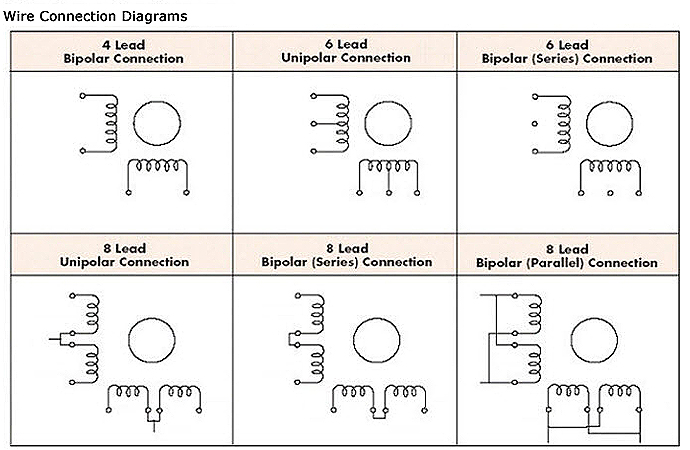 Wire Connection Diagrams
4 Lead
Bipolar Connection
6 Lead
Unipolar Connection
6 Lead
Bipolar (Series) Connection
8 Lead
Unipolar Connection
8 Lead
Bipolar (Series) Connection
8 Lead
Bipolar (Parallel) Connection